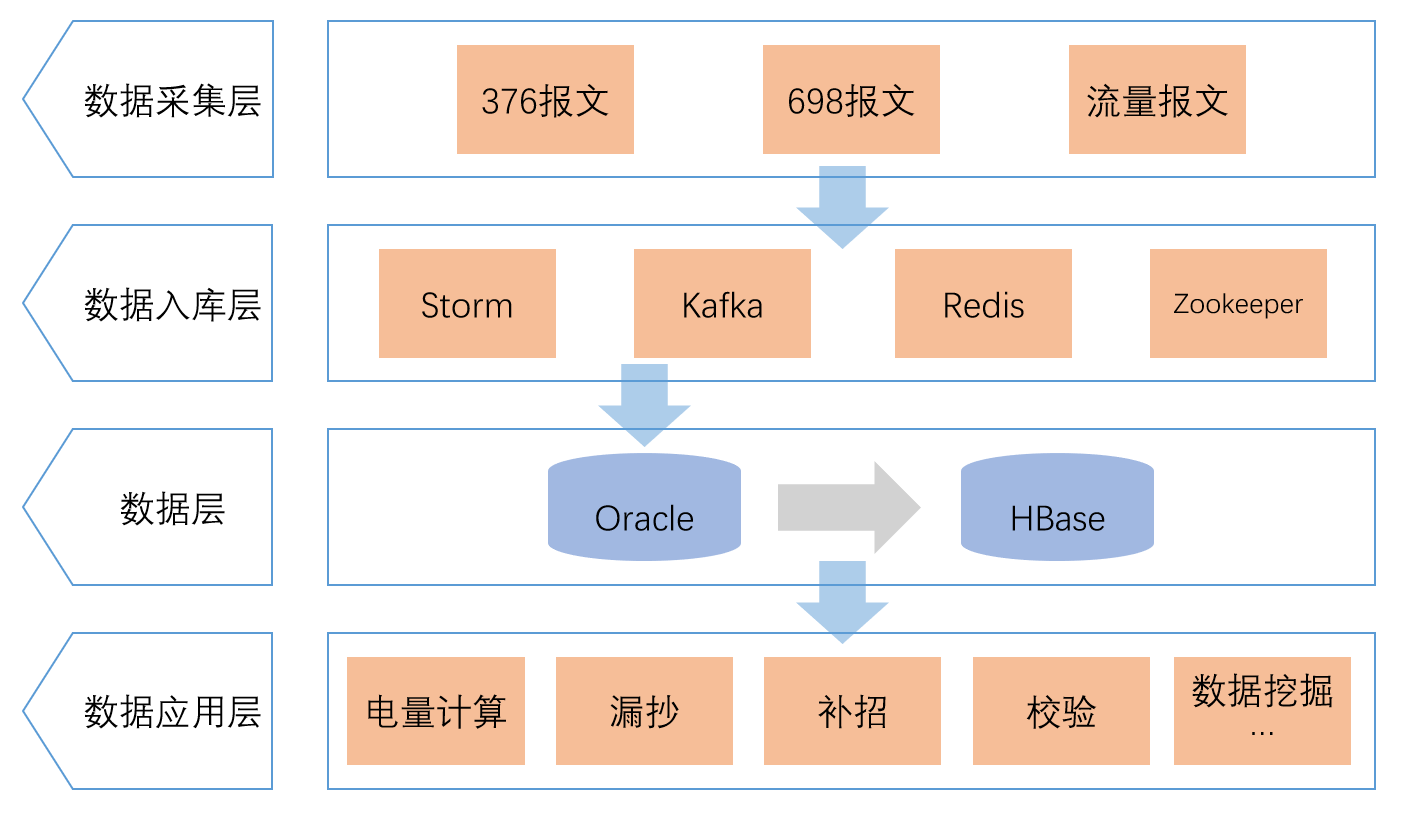 数据采集层
376报文
698报文
流量报文
数据入库层
Storm
Kafka
Redis
Zookeeper
数据层
Oracle
HBase
数据应用层
电量计算
漏抄
补招
校验
数据挖掘
...